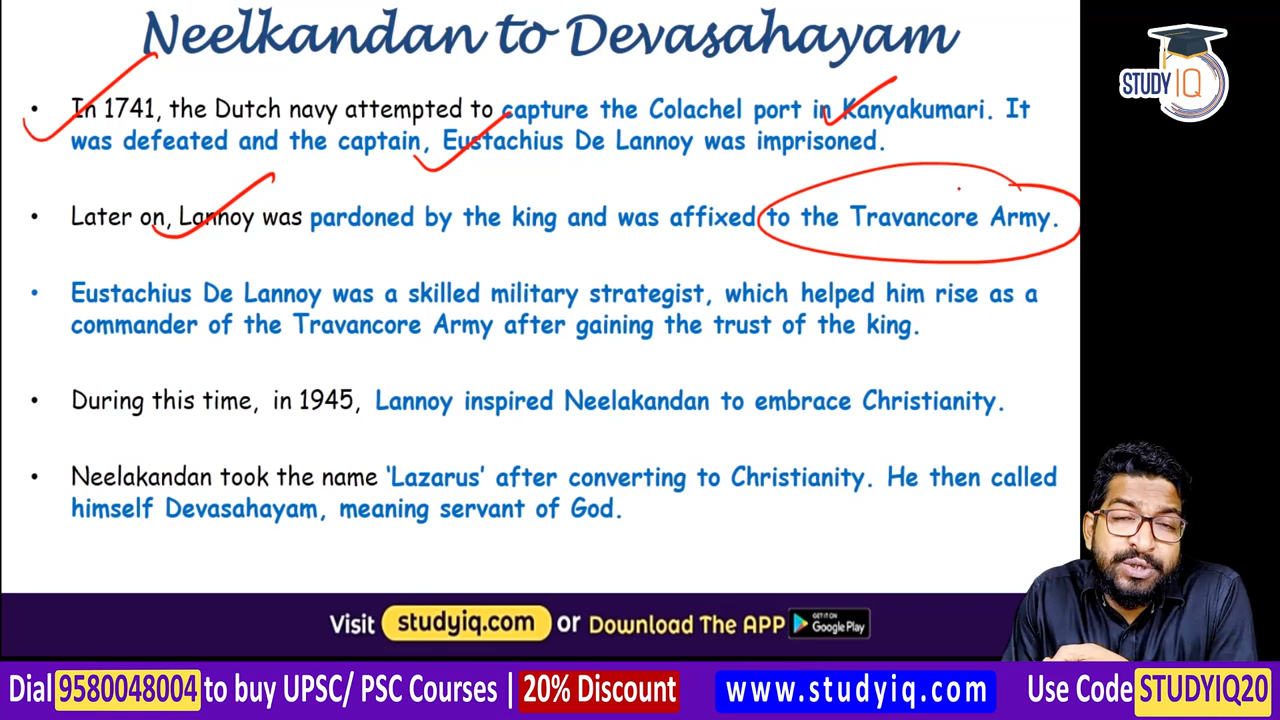 Neelkandan to Devasahayam
STUDY IQ
• In 1741, the Dutch navy attempted to capture the Colachel port in Kanyakumari. It
was defeated and the captain, Eustachius De Lannoy was imprisoned.
• Later on, Lannoy was pardoned by the king and was affixed to the Travancore Army.
• Eustachius De Lannoy was a skilled military strategist, which helped him rise as a
commander of the Travancore Army after gaining the trust of the king.
• During this time, in 1945, Lannoy inspired Neelakandan to embrace Christianity.
• Neelakandan took the name ‘Lazarus’ after converting to Christianity. He then called
himself Devasahayam, meaning servant of God.
Visit studyiq.com or Download The APP GET IT ON Google Play
Dial 9580048004 to buy UPSC/ PSC Courses | 20% Discount www.studyiq.com Use Code STUDYIQ20